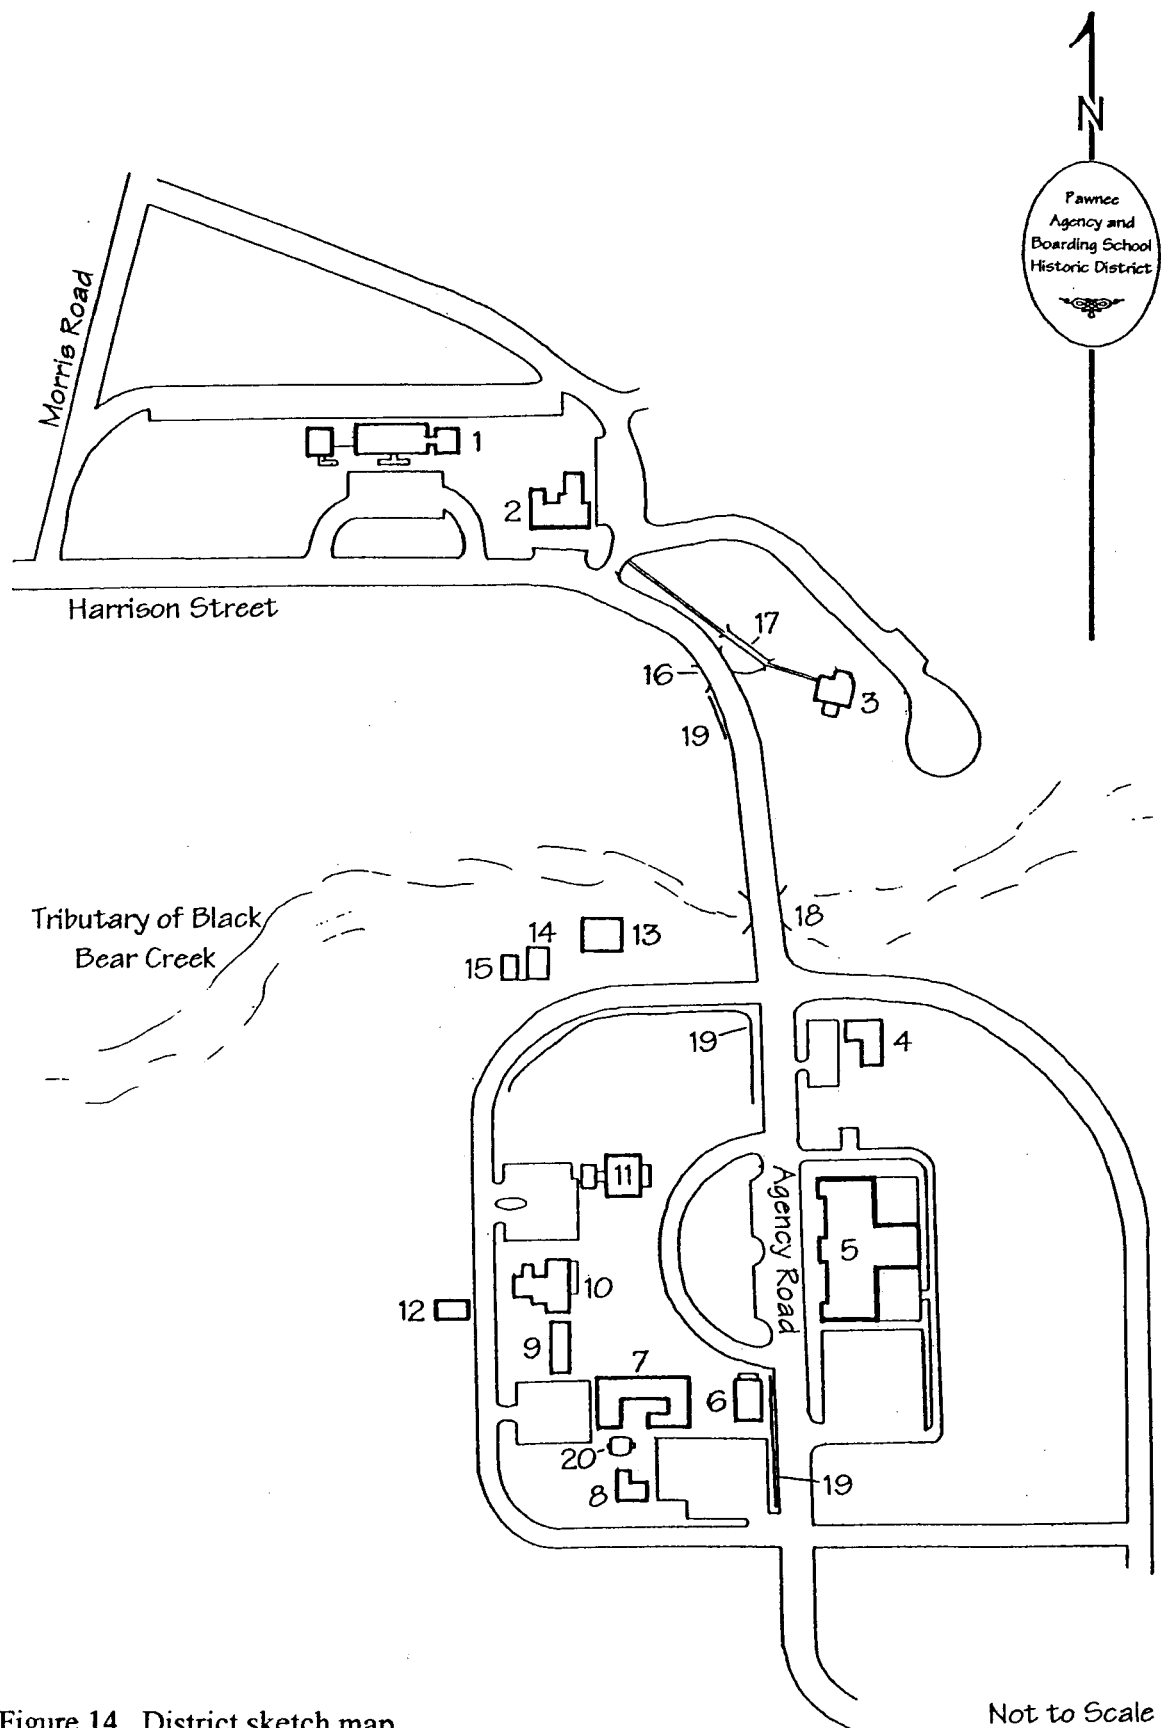 N
Pawnee
Agency and
Boarding School
Historic District
Morris Road
1
2
Harrison Street
17
16
3
19
Tributary of Black
Bear Creek
18
14
13
15
19
4
11
Agency Road
5
10
12
9
7
6
20
8
19
Figure 14. District sketch map
Not to Scale